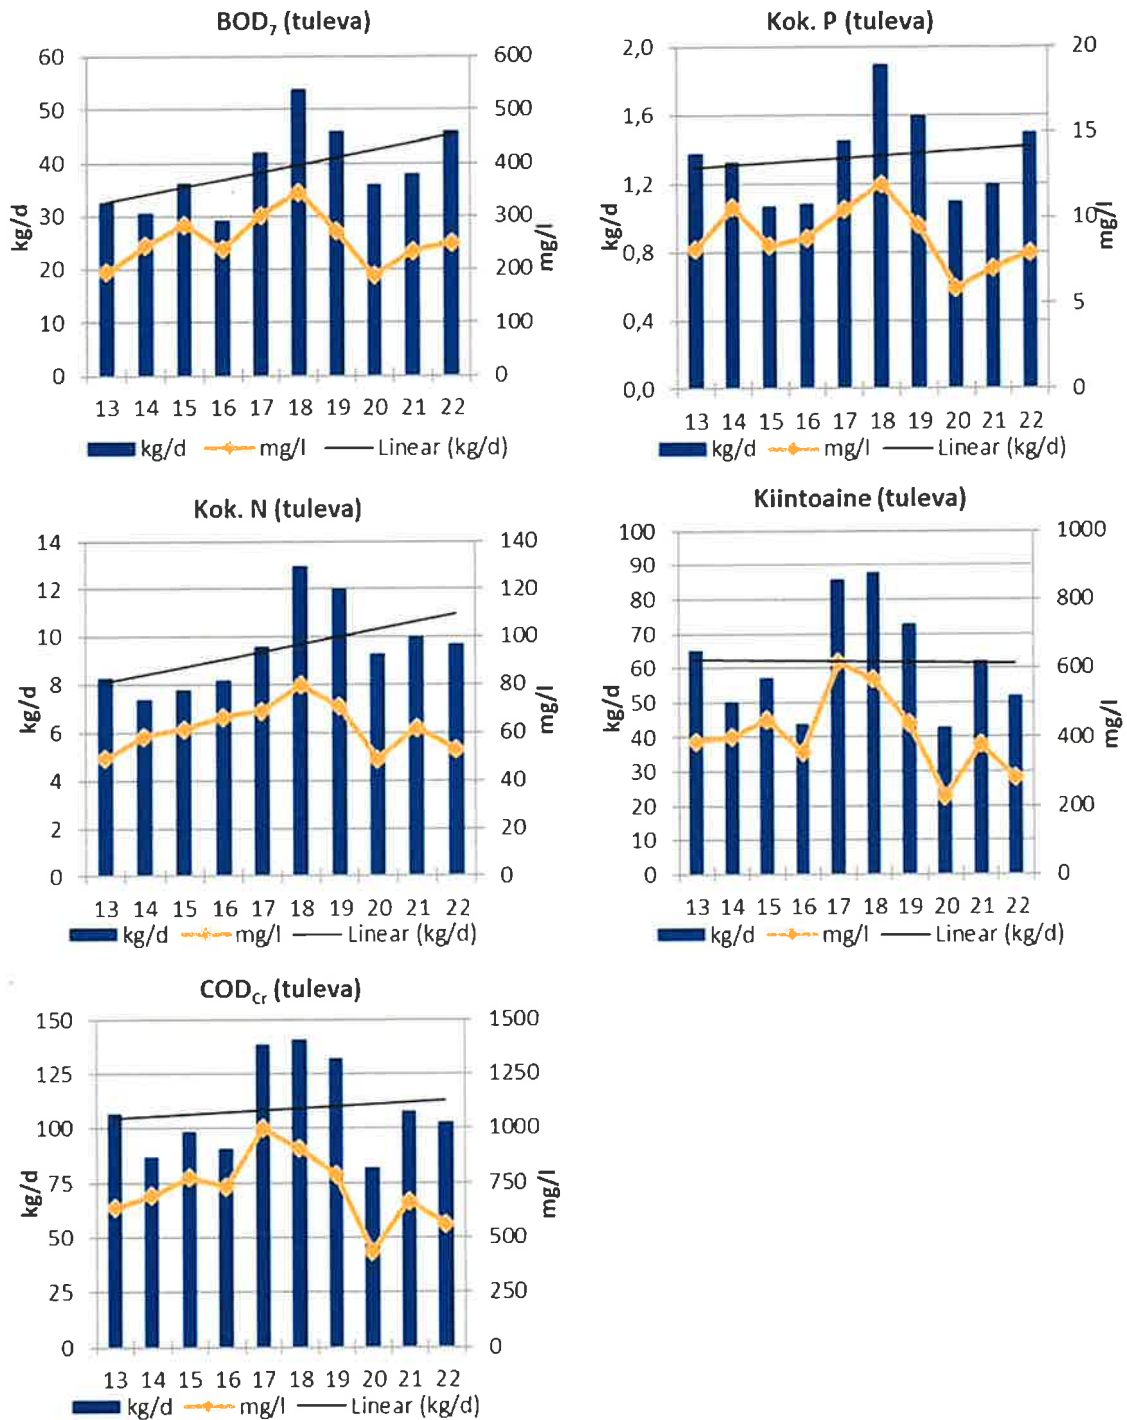 BOD₇ (tuleva)
60
50
40
30
20
10
0
kg/d
600
500
400
300
200
100
0
mg/l
13 14 15 16 17 18 19 20 21 22
kg/d mg/l Linear (kg/d)
Kok. P (tuleva)
2,0
1,6
1,2
0,8
0,4
0,0
kg/d
20
15
10
5
0
mg/l
13 14 15 16 17 18 19 20 21 22
kg/d mg/l Linear (kg/d)
Kok. N (tuleva)
14
12
10
8
6
4
2
0
kg/d
140
120
100
80
60
40
20
0
mg/l
13 14 15 16 17 18 19 20 21 22
kg/d mg/l Linear (kg/d)
Kiintoaine (tuleva)
100
90
80
70
60
50
40
30
20
10
0
kg/d
1000
800
600
400
200
0
mg/l
13 14 15 16 17 18 19 20 21 22
kg/d mg/l Linear (kg/d)
COD_Cr (tuleva)
150
125
100
75
50
25
0
kg/d
1500
1250
1000
750
500
250
0
mg/l
13 14 15 16 17 18 19 20 21 22
kg/d mg/l Linear (kg/d)